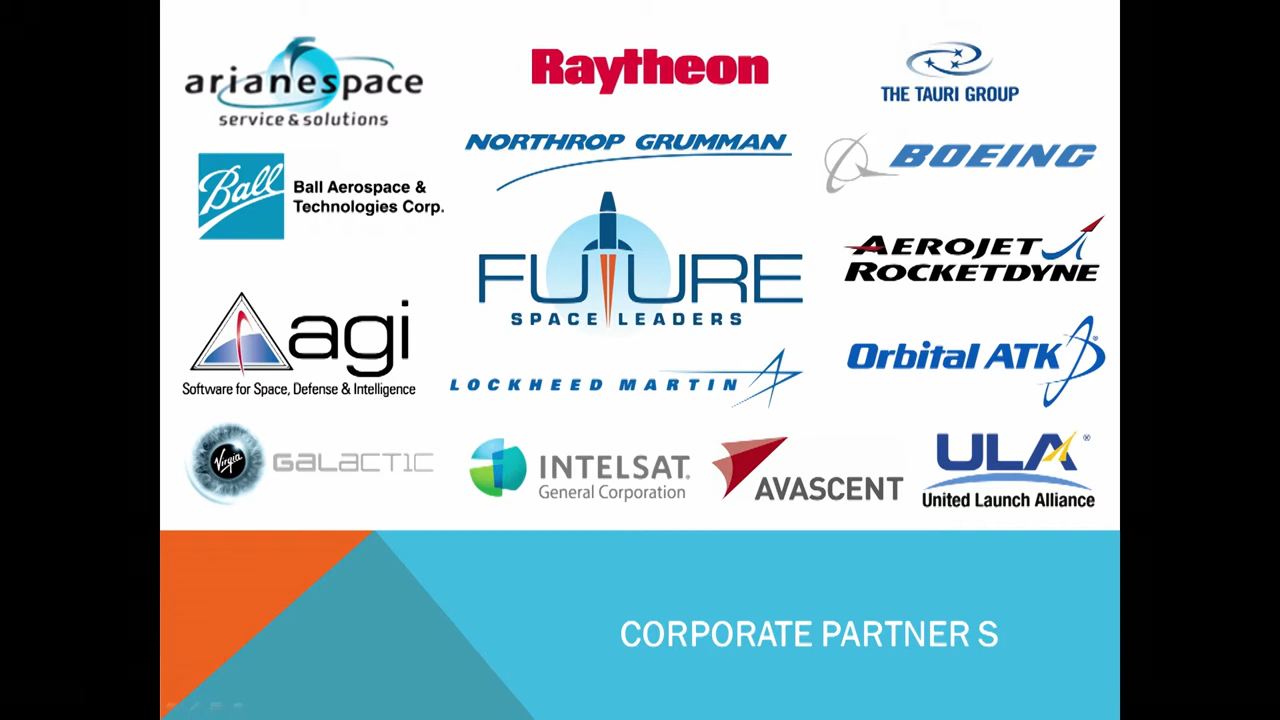 arianespace
service & solutions
Raytheon
THE TAURI GROUP
NORTHROP GRUMMAN
BOEING
Ball
Ball Aerospace &
Technologies Corp.
FUTURE
SPACE LEADERS
AEROJET
ROCKETDYNE
agi
Software for Space, Defense & Intelligence
LOCKHEED MARTIN
Orbital ATK®
Virgin
GALACTIC
INTELSAT®
General Corporation
AVASCENT
ULA®
United Launch Alliance
CORPORATE PARTNER S